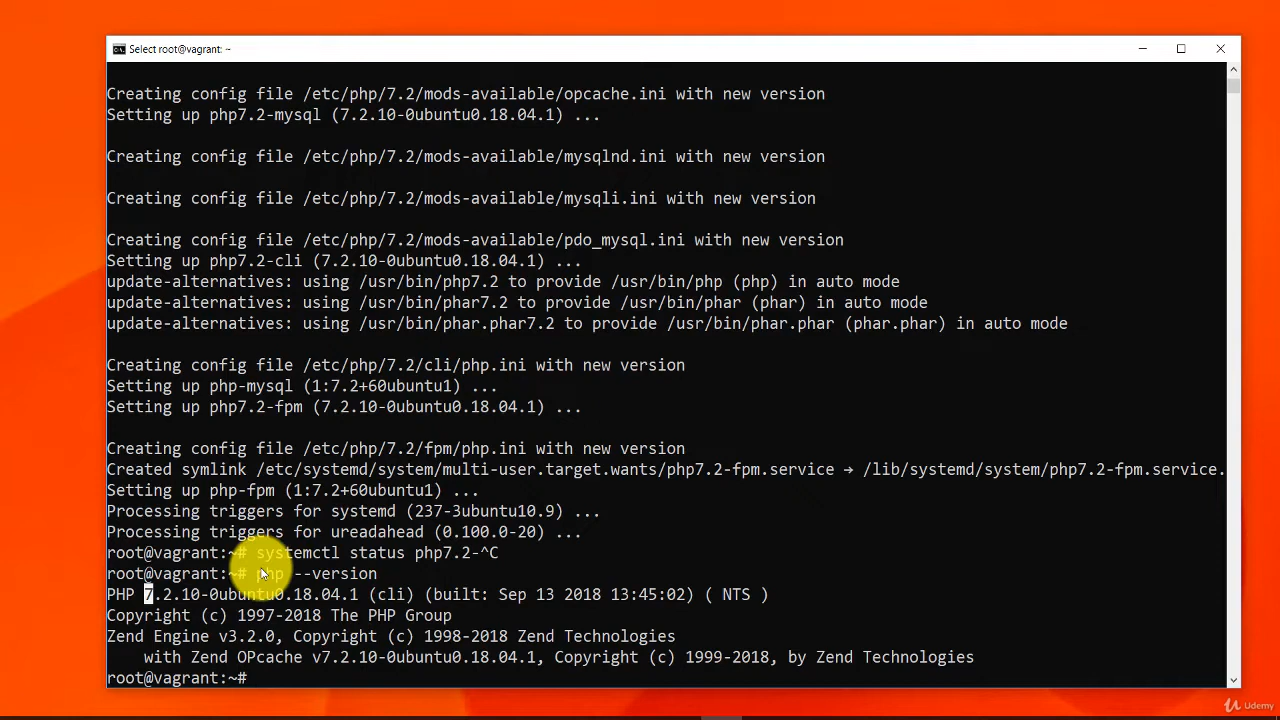 Select root@vagrant: ~
Creating config file /etc/php/7.2/mods-available/opcache.ini with new version
Setting up php7.2-mysql (7.2.10-0ubuntu0.18.04.1) ...
Creating config file /etc/php/7.2/mods-available/mysqlnd.ini with new version
Creating config file /etc/php/7.2/mods-available/mysqli.ini with new version
Creating config file /etc/php/7.2/mods-available/pdo_mysql.ini with new version
Setting up php7.2-cli (7.2.10-0ubuntu0.18.04.1) ...
update-alternatives: using /usr/bin/php7.2 to provide /usr/bin/php (php) in auto mode
update-alternatives: using /usr/bin/phar7.2 to provide /usr/bin/phar (phar) in auto mode
update-alternatives: using /usr/bin/phar.phar7.2 to provide /usr/bin/phar.phar (phar.phar) in auto mode
Creating config file /etc/php/7.2/cli/php.ini with new version
Setting up php-mysql (1:7.2+60ubuntu1) ...
Setting up php7.2-fpm (7.2.10-0ubuntu0.18.04.1) ...
Creating config file /etc/php/7.2/fpm/php.ini with new version
Created symlink /etc/systemd/system/multi-user.target.wants/php7.2-fpm.service → /lib/systemd/system/php7.2-fpm.service.
Setting up php-fpm (1:7.2+60ubuntu1) ...
Processing triggers for systemd (237-3ubuntu10.9) ...
Processing triggers for ureadahead (0.100.0-20) ...
root@vagrant:~# systemctl status php7.2-^C
root@vagrant:~# php --version
PHP 7.2.10-0ubuntu0.18.04.1 (cli) (built: Sep 13 2018 13:45:02) ( NTS )
Copyright (c) 1997-2018 The PHP Group
Zend Engine v3.2.0, Copyright (c) 1998-2018 Zend Technologies
    with Zend OPcache v7.2.10-0ubuntu0.18.04.1, Copyright (c) 1999-2018, by Zend Technologies
root@vagrant:~#
Udemy